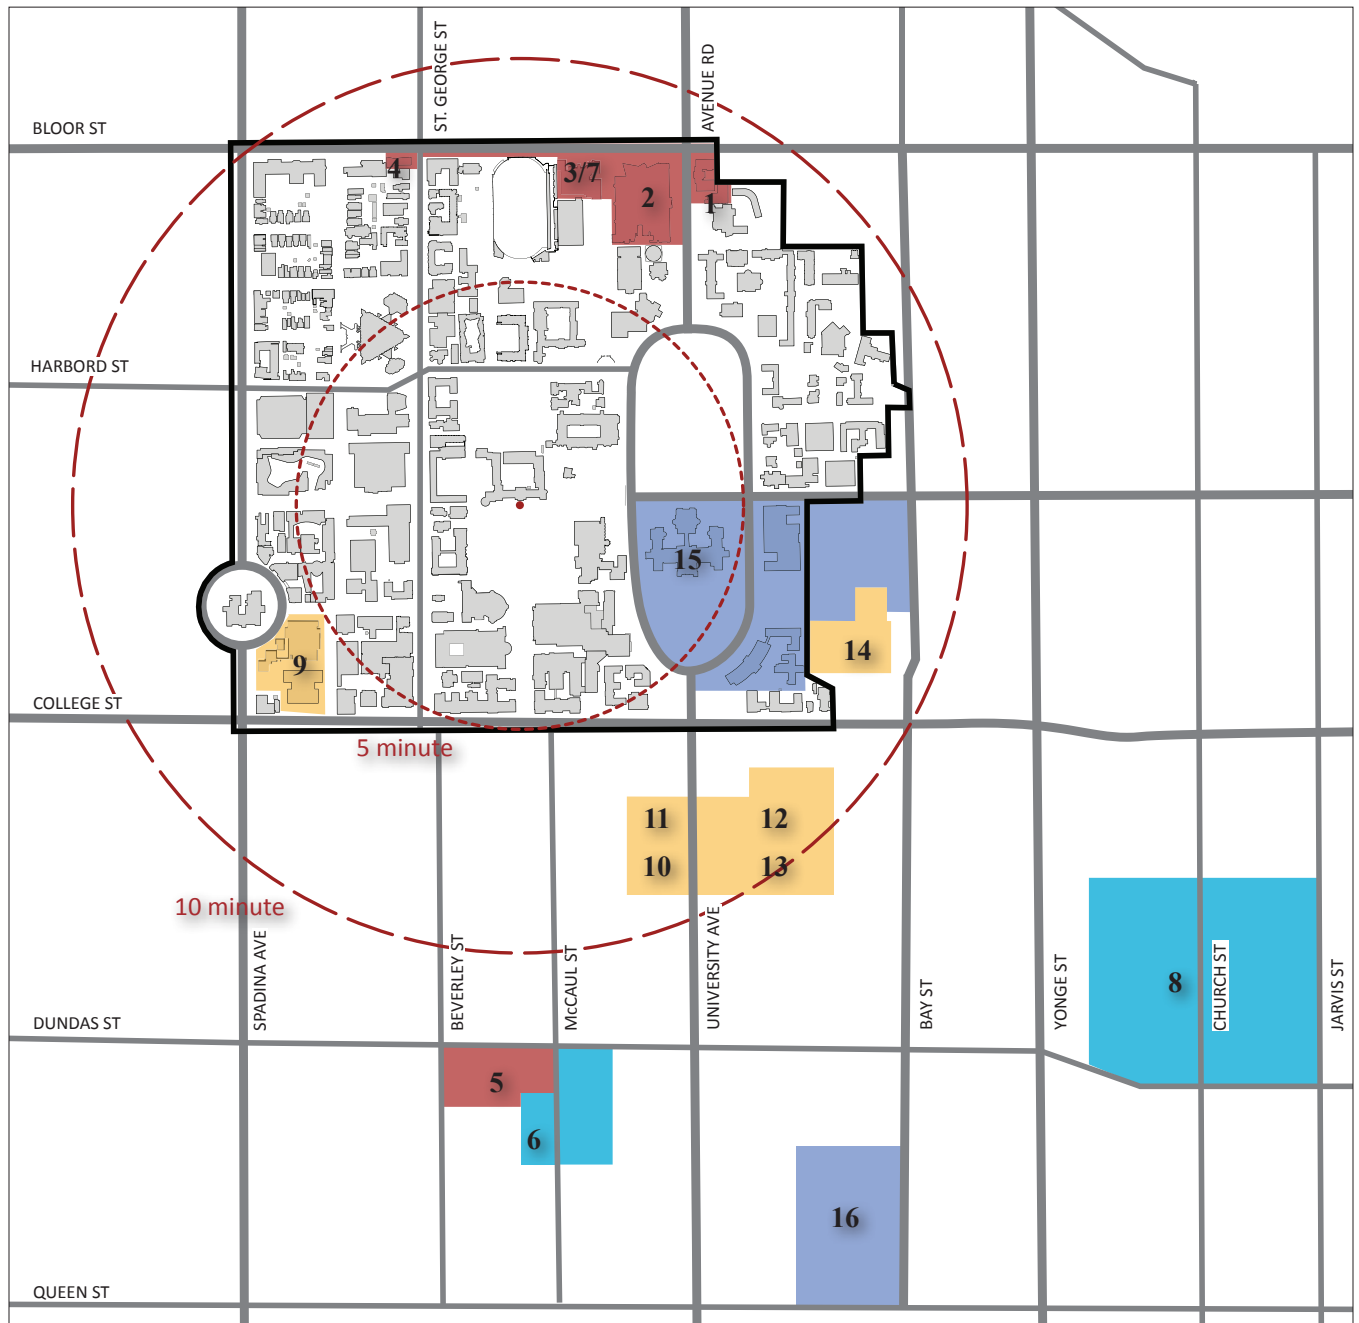 ST. GEORGE ST
AVENUE RD
BLOOR ST
4
3/7
2
1
HARBORD ST
15
14
9
COLLEGE ST
5 minute
11
12
10
13
10 minute
SPADINA AVE
BEVERLEY ST
McCAUL ST
UNIVERSITY AVE
BAY ST
YONGE ST
8
CHURCH ST
JARVIS ST
DUNDAS ST
5
6
16
QUEEN ST